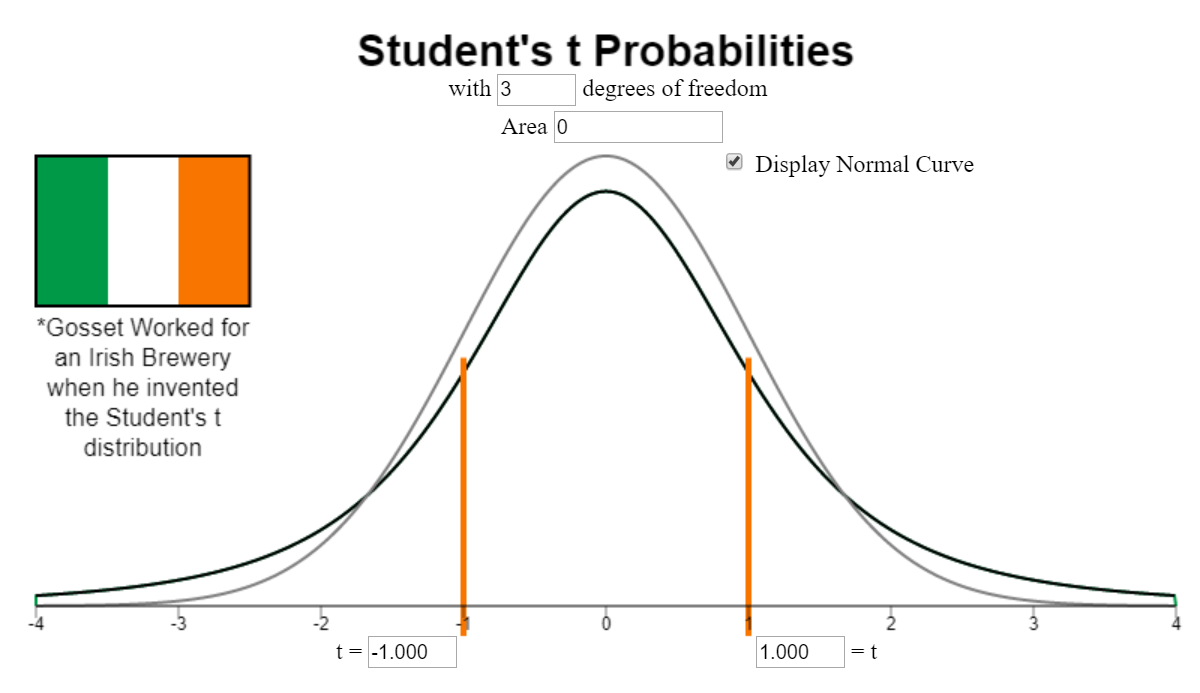 Student's t Probabilities
with 3 degrees of freedom
Area 0
Display Normal Curve
*Gosset Worked for
an Irish Brewery
when he invented
the Student's t
distribution
-4 -3 -2 -1 0 1 2 3 4
t = -1.000 1.000 = t